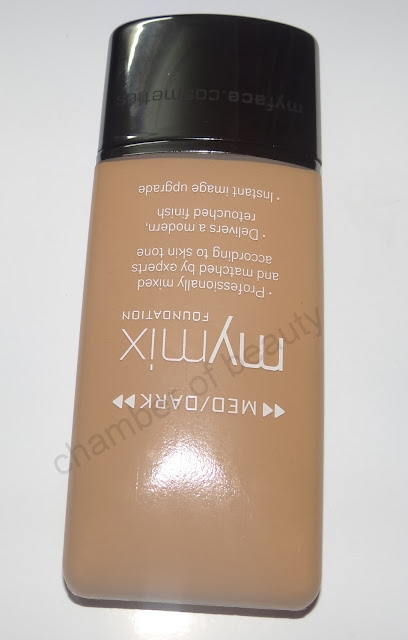 ◀◀ MED/DARK ▶▶
mymix
FOUNDATION
• Professionally mixed
and matched by experts
according to skin tone
• Delivers a modern,
retouched finish
• Instant image upgrade
myface.cosmetics
chamber of beauty